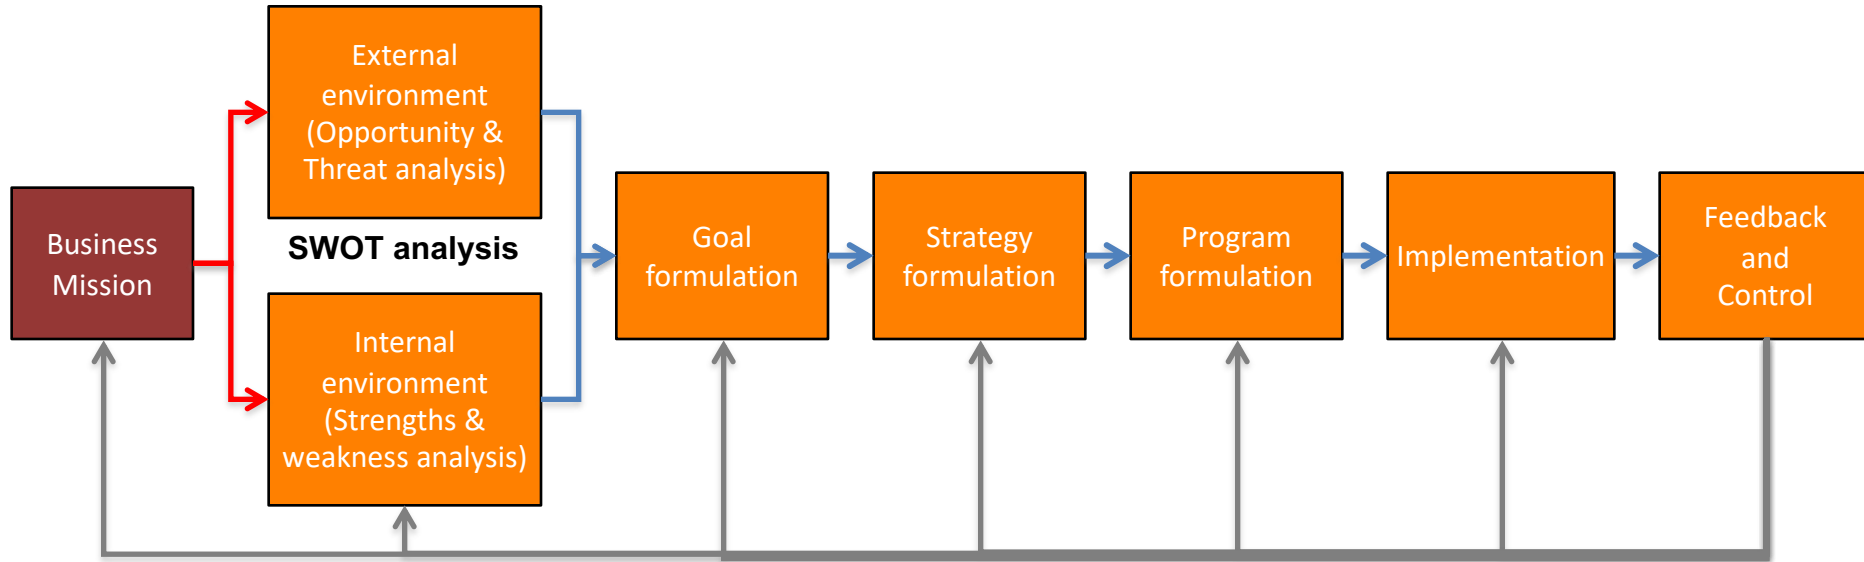 Business
Mission
External
environment
(Opportunity &
Threat analysis)
SWOT analysis
Internal
environment
(Strengths &
weakness analysis)
Goal
formulation
Strategy
formulation
Program
formulation
Implementation
Feedback
and
Control